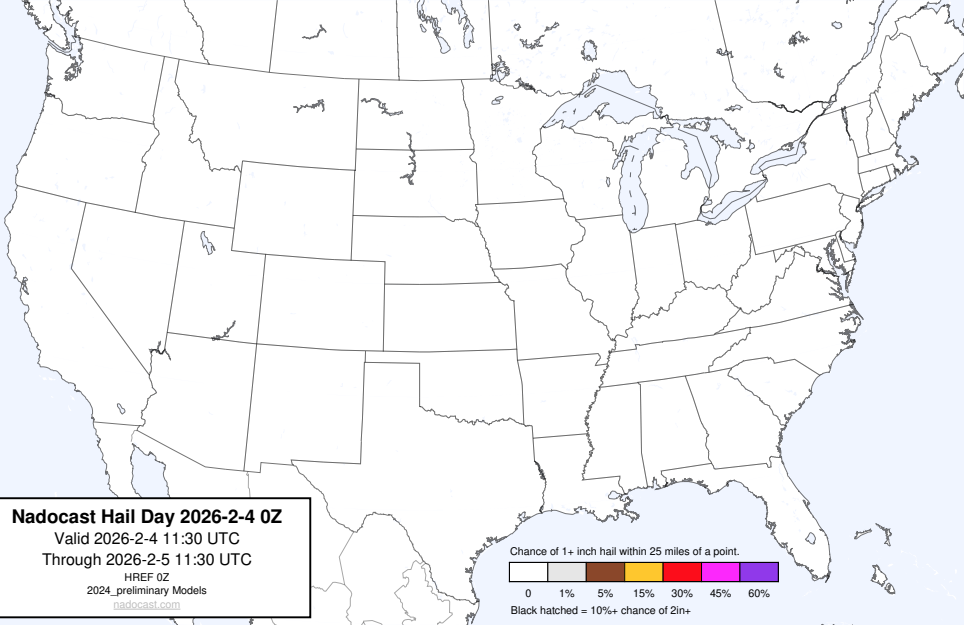 Nadocast Hail Day 2026-2-4 0Z
Valid 2026-2-4 11:30 UTC
Through 2026-2-5 11:30 UTC
HREF 0Z
2024_preliminary Models
nadocast.com
Chance of 1+ inch hail within 25 miles of a point.
0 1% 5% 15% 30% 45% 60%
Black hatched = 10%+ chance of 2in+